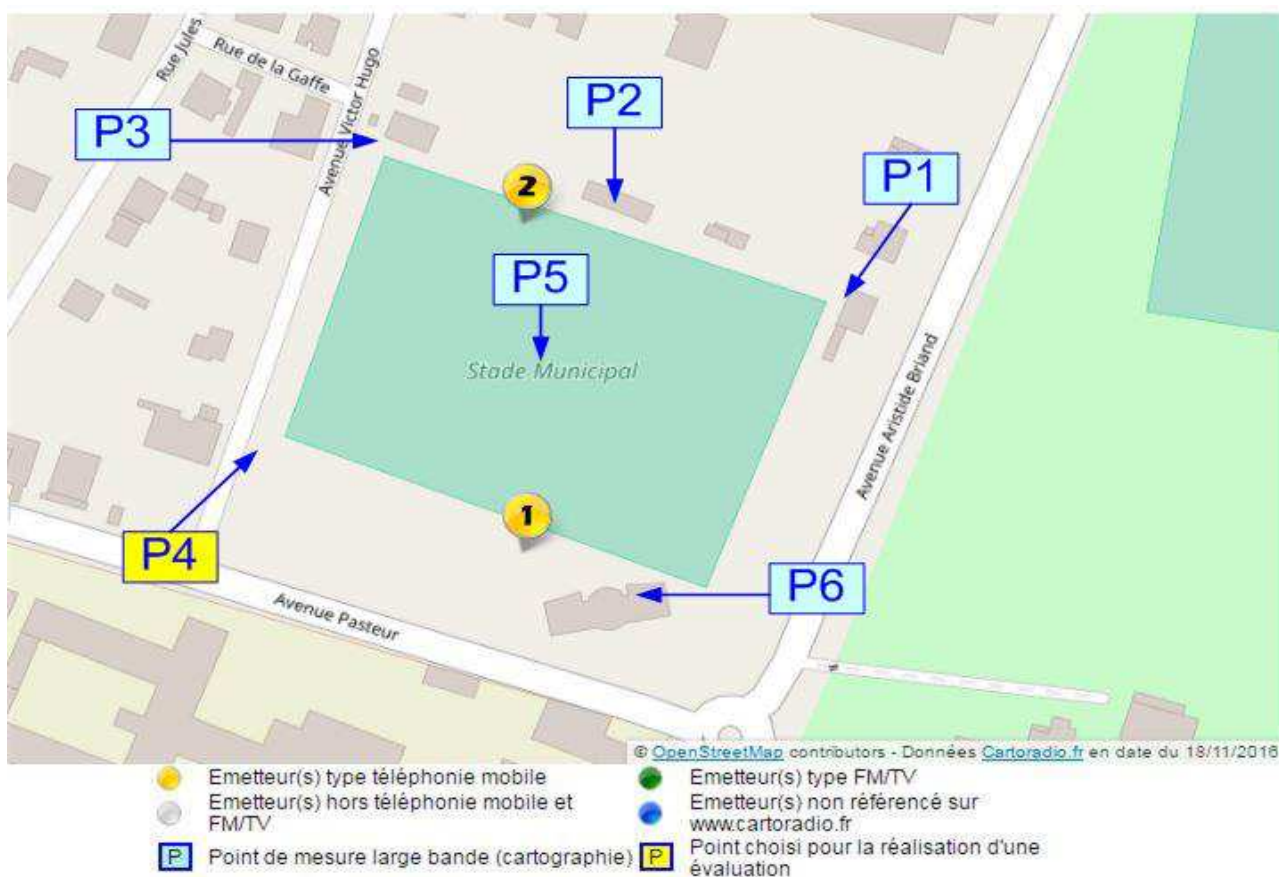 Rue Jules
Rue de la Gaffe
Avenue Victor Hugo
P3
P2
P1
2
P5
Stade Municipal
Avenue Aristide Briand
1
P4
P6
Avenue Pasteur
© OpenStreetMap contributors - Données Cartoradio.fr en date du 18/11/2016
Emetteur(s) type téléphonie mobile
Emetteur(s) type FM/TV
Emetteur(s) hors téléphonie mobile et
FM/TV
Emetteur(s) non référencé sur
www.cartoradio.fr
P Point de mesure large bande (cartographie)
P Point choisi pour la réalisation d'une
évaluation